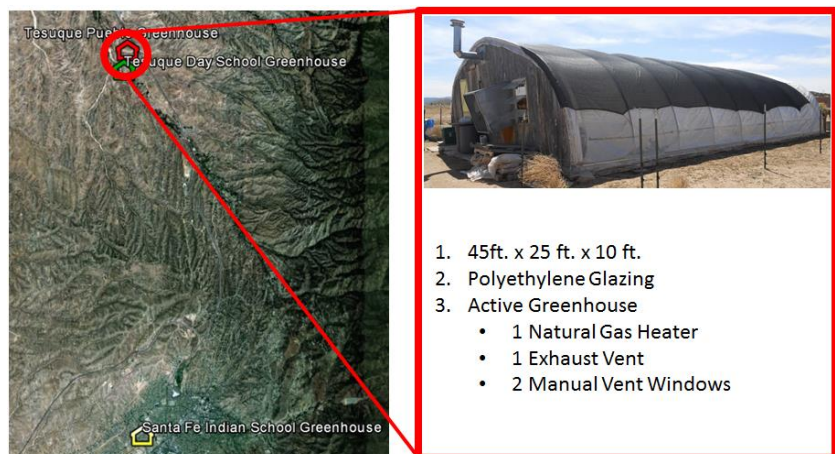 Tesuque Pueblo Greenhouse
Tesuque Day School Greenhouse
Santa Fe Indian School Greenhouse
1. 45ft. x 25 ft. x 10 ft.
2. Polyethylene Glazing
3. Active Greenhouse
• 1 Natural Gas Heater
• 1 Exhaust Vent
• 2 Manual Vent Windows